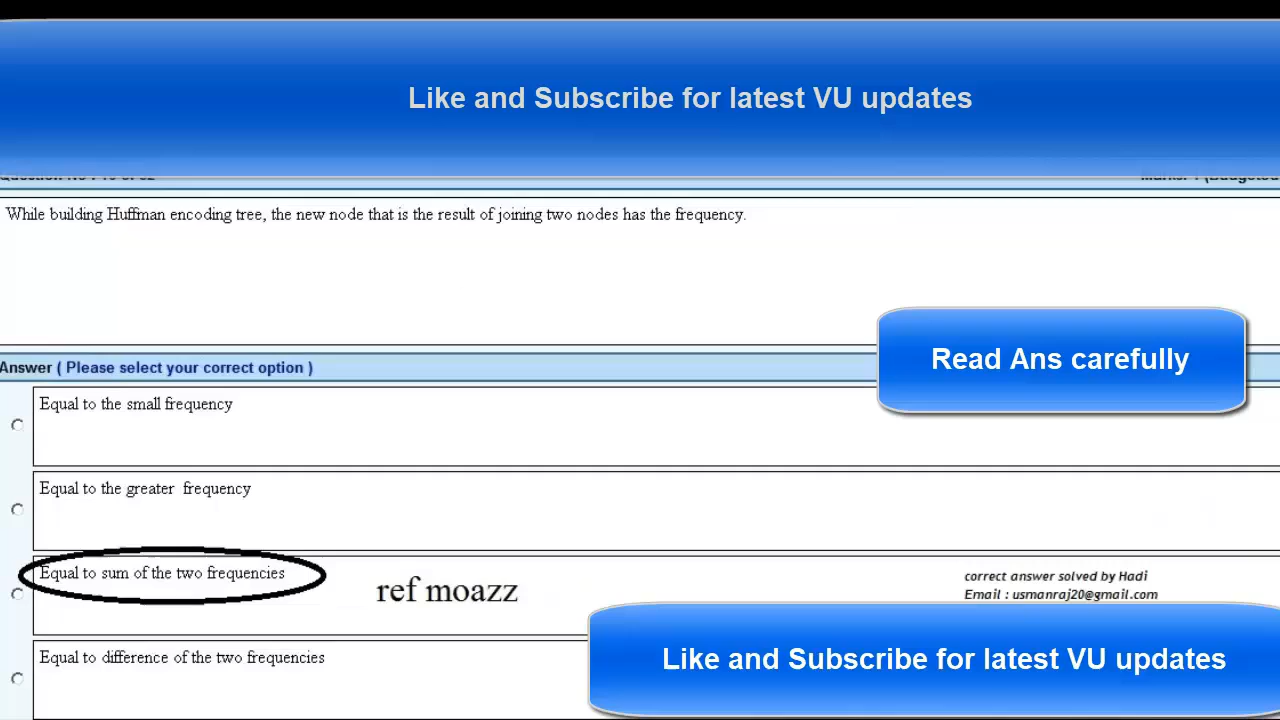 Like and Subscribe for latest VU updates
While building Huffman encoding tree, the new node that is the result of joining two nodes has the frequency.
Read Ans carefully
Answer ( Please select your correct option )
Equal to the small frequency
Equal to the greater frequency
Equal to sum of the two frequencies
ref moazz
correct answer solved by Hadi
Email : usmanraj20@gmail.com
Equal to difference of the two frequencies
Like and Subscribe for latest VU updates